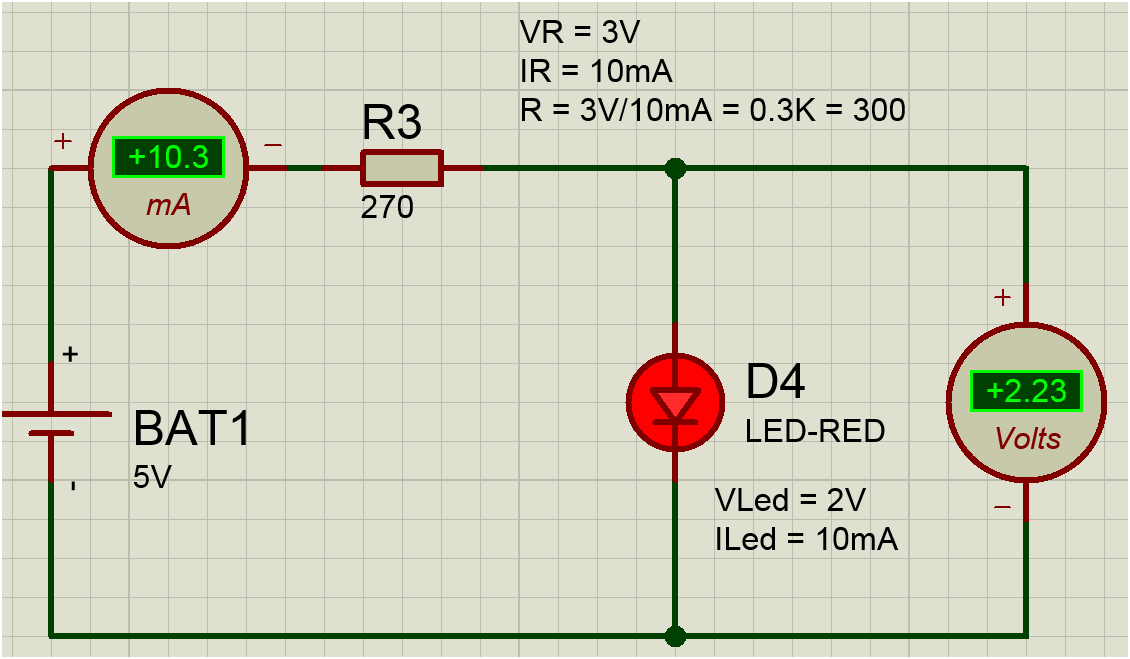 VR = 3V
IR = 10mA
R = 3V/10mA = 0.3K = 300
R3
270
+
+10.3
mA
−
+
BAT1
5V
-
D4
LED-RED
VLed = 2V
ILed = 10mA
+
+2.23
Volts
−